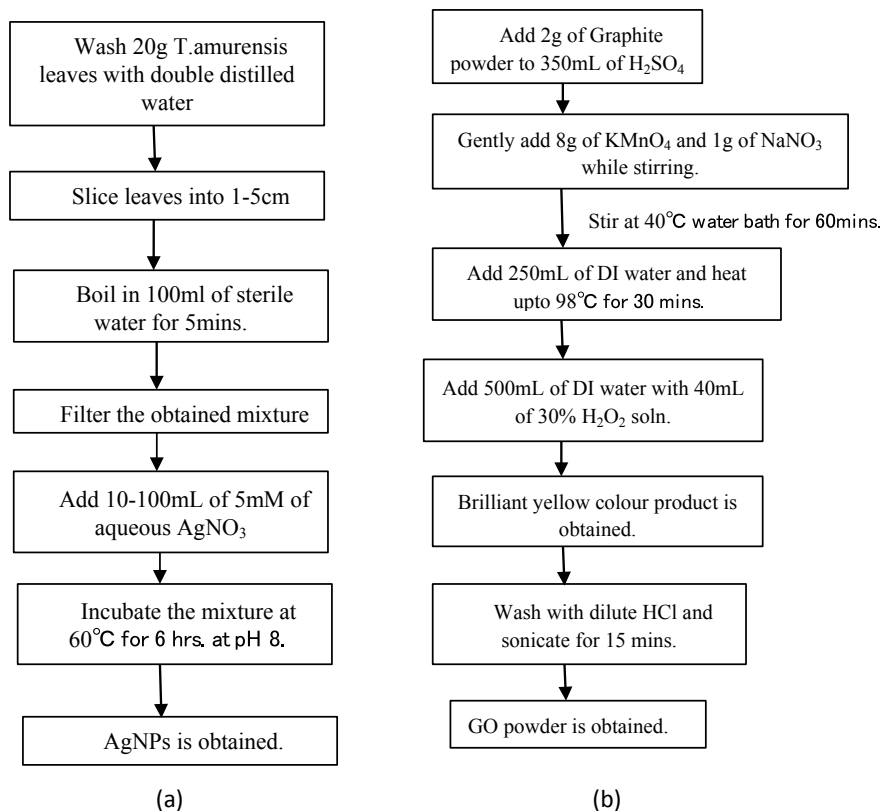 Wash 20g T.amurensis
leaves with double distilled
water
Slice leaves into 1-5cm
Boil in 100ml of sterile
water for 5mins.
Filter the obtained mixture
Add 10-100mL of 5mM of
aqueous AgNO₃
Incubate the mixture at
60℃ for 6 hrs. at pH 8.
AgNPs is obtained.
(a)
Add 2g of Graphite
powder to 350mL of H₂SO₄
Gently add 8g of KMnO₄ and 1g of NaNO₃
while stirring.
Stir at 40℃ water bath for 60mins.
Add 250mL of DI water and heat
upto 98℃ for 30 mins.
Add 500mL of DI water with 40mL
of 30% H₂O₂ soln.
Brilliant yellow colour product is
obtained.
Wash with dilute HCl and
sonicate for 15 mins.
GO powder is obtained.
(b)